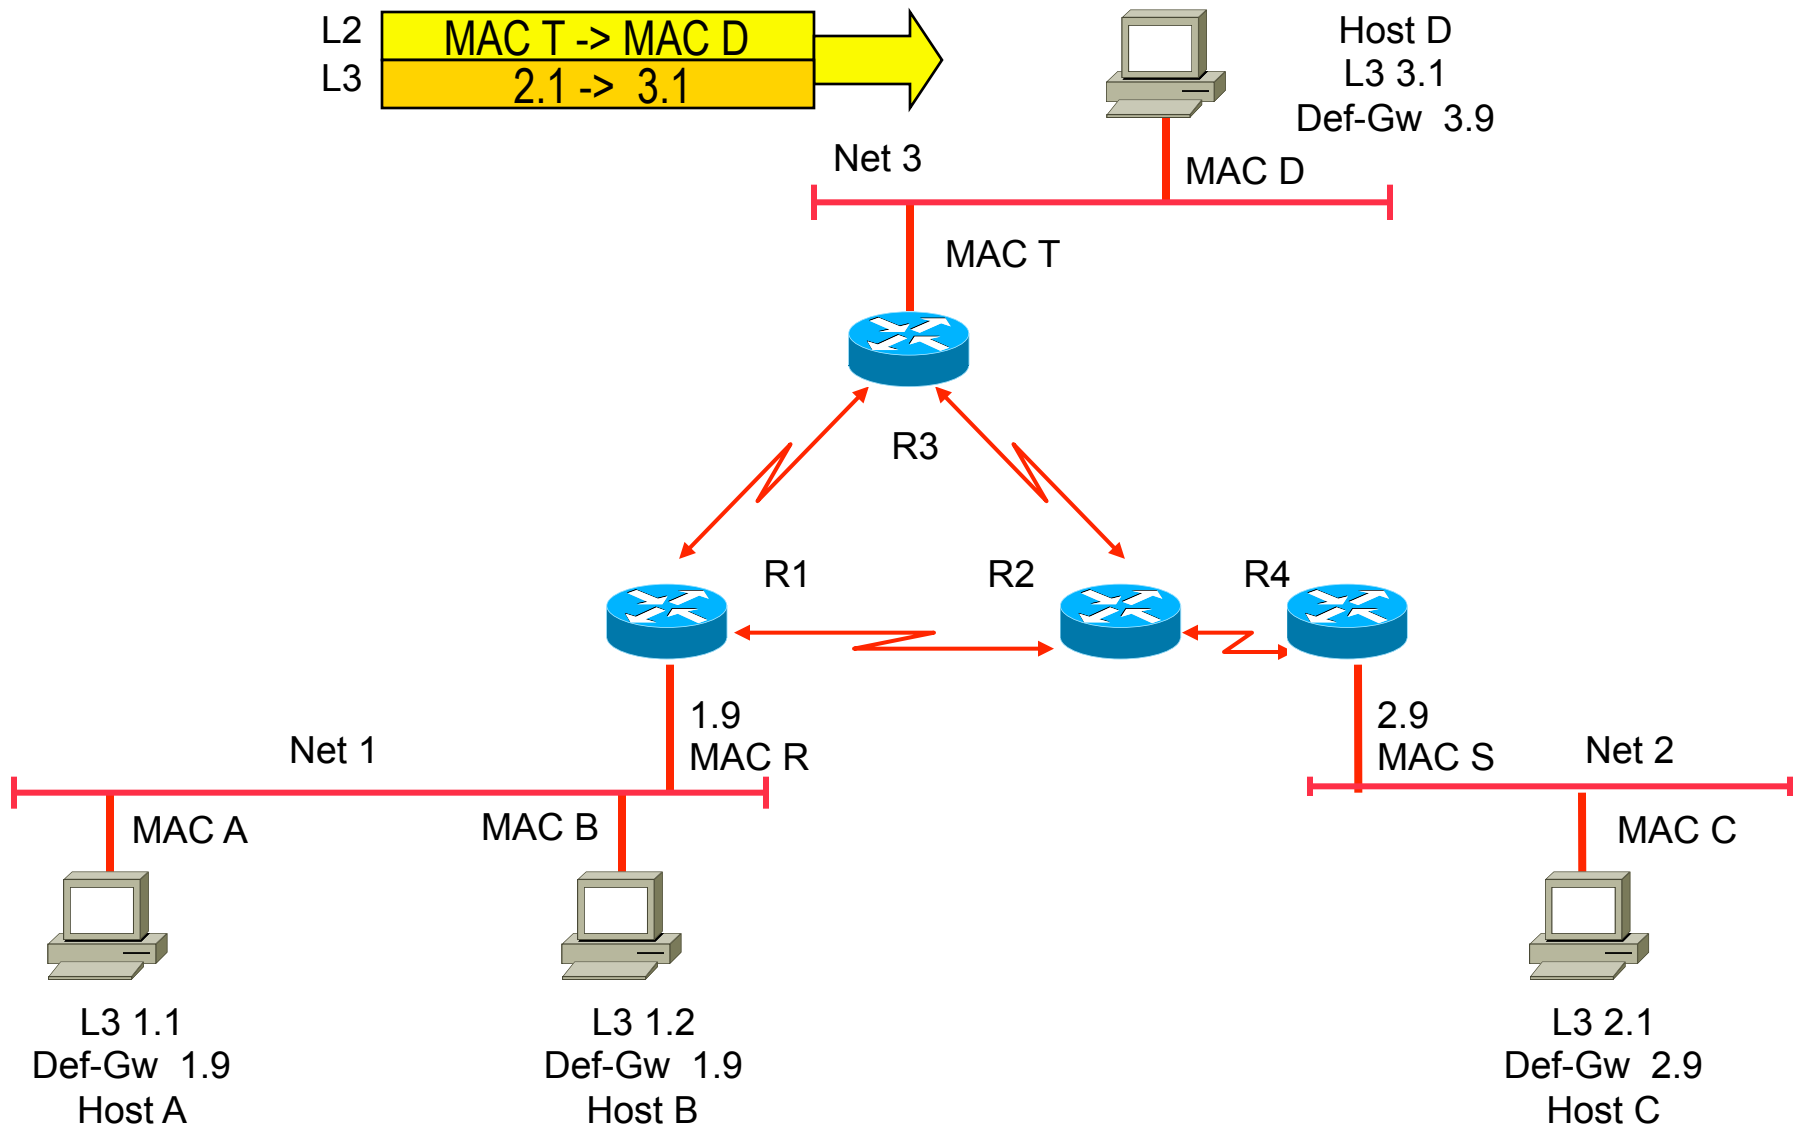 L2
MAC T -> MAC D
L3
2.1 -> 3.1
Host D
L3 3.1
Def-Gw 3.9
Net 3
MAC D
MAC T
R3
R1
R2
R4
1.9
MAC R
2.9
MAC S
Net 1
Net 2
MAC A
MAC B
MAC C
L3 1.1
Def-Gw 1.9
Host A
L3 1.2
Def-Gw 1.9
Host B
L3 2.1
Def-Gw 2.9
Host C